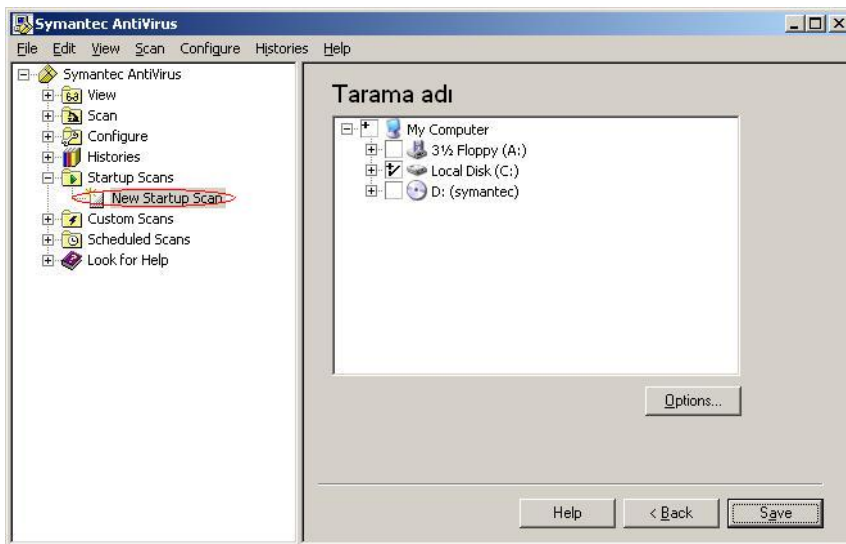 Symantec AntiVirus
File Edit View Scan Configure Histories Help
Symantec AntiVirus
View
Scan
Configure
Histories
Startup Scans
New Startup Scan
Custom Scans
Scheduled Scans
Look for Help
Tarama adı
My Computer
3½ Floppy (A:)
Local Disk (C:)
D: (symantec)
Options...
Help
< Back
Save